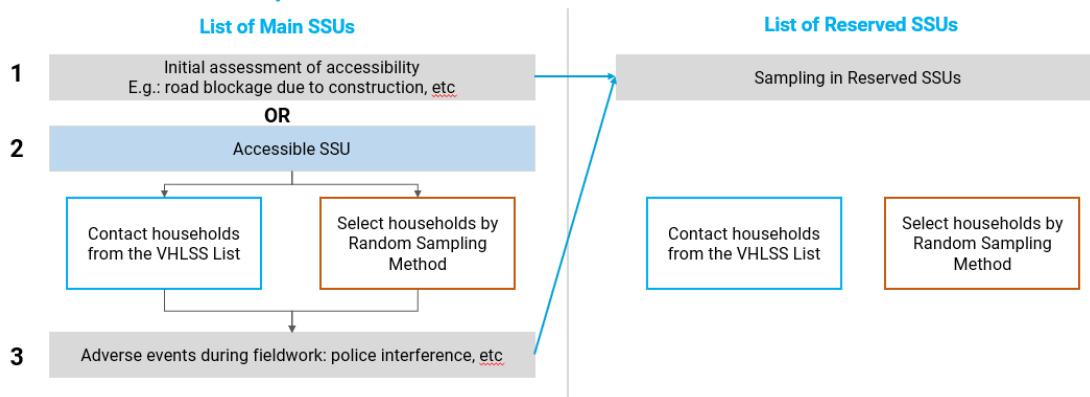 List of Main SSUs
List of Reserved SSUs
1
Initial assessment of accessibility
E.g.: road blockage due to construction, etc
Sampling in Reserved SSUs
OR
2
Accessible SSU
Contact households
from the VHLSS List
Select households by
Random Sampling
Method
Contact households
from the VHLSS List
Select households by
Random Sampling
Method
3
Adverse events during fieldwork: police interference, etc